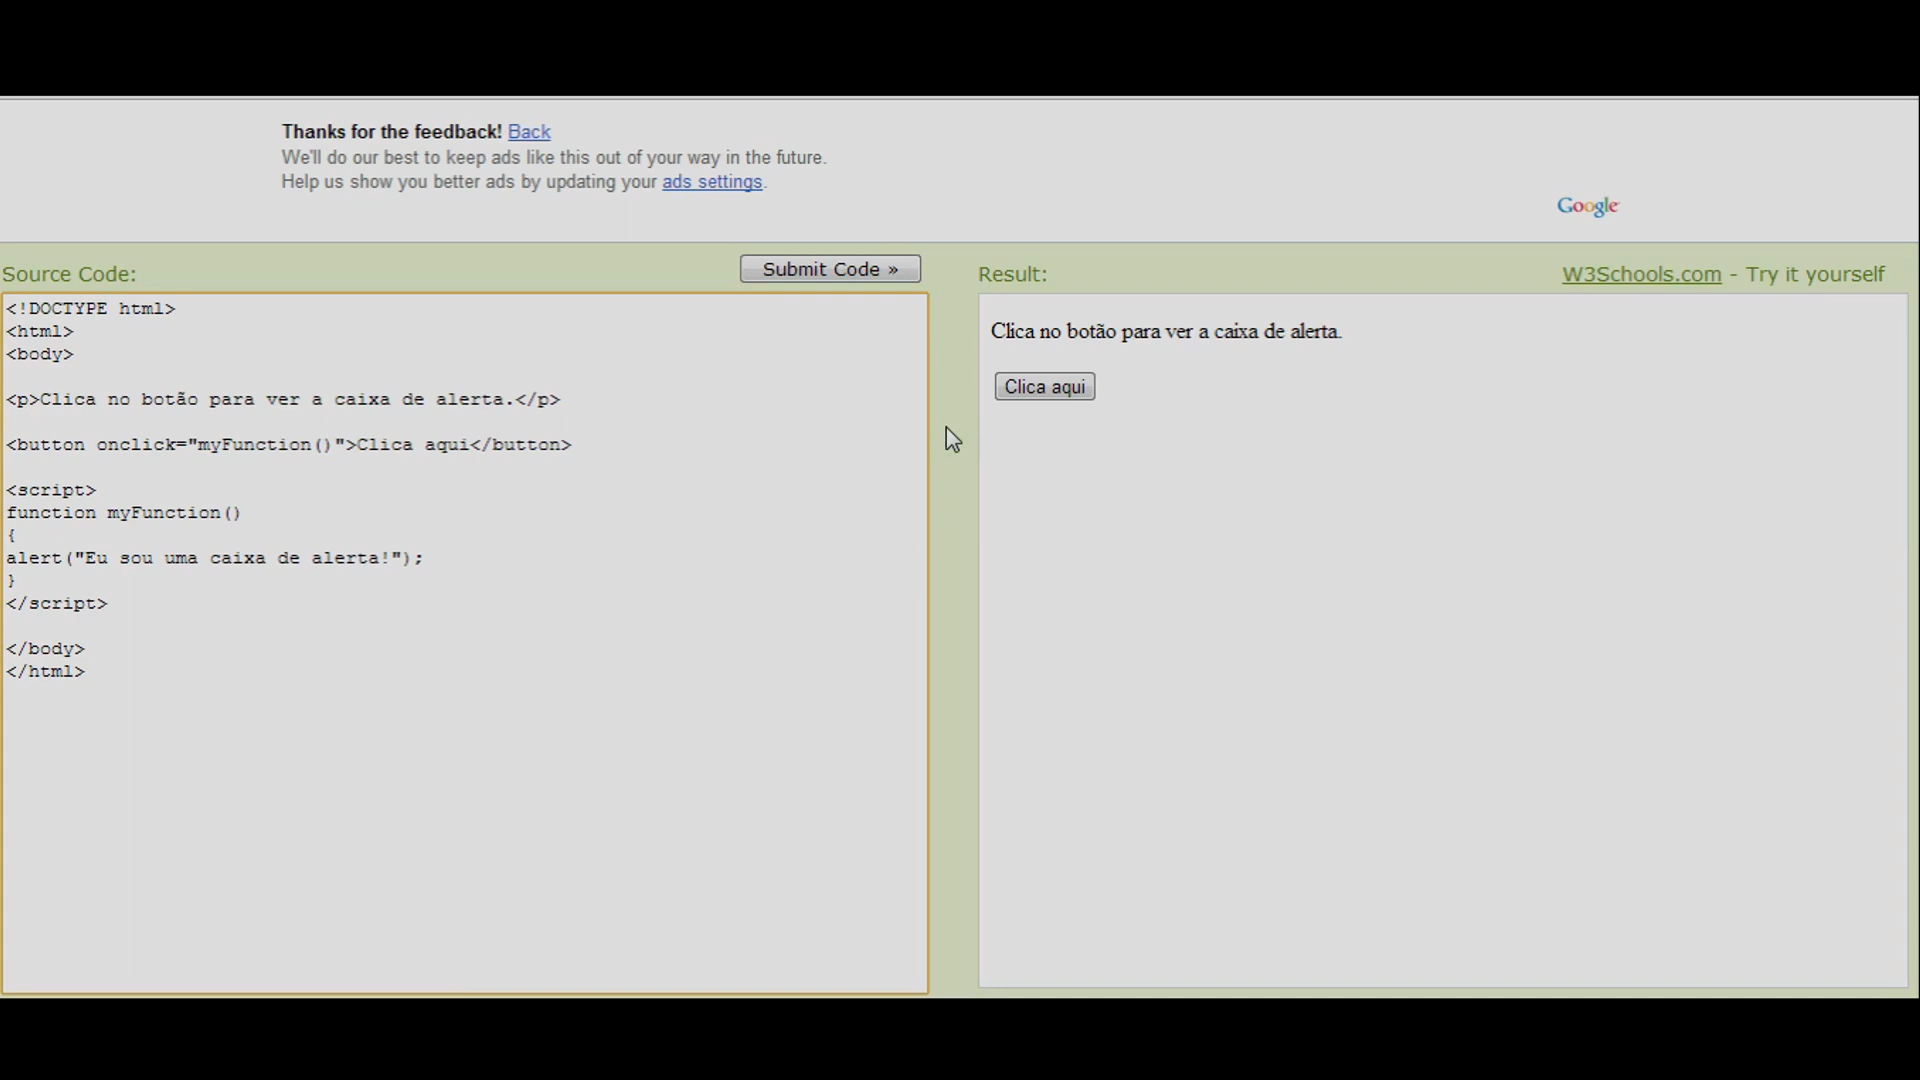 Thanks for the feedback! Back
We'll do our best to keep ads like this out of your way in the future.
Help us show you better ads by updating your ads settings.
Google
Source Code:
Submit Code »
<!DOCTYPE html>
<html>
<body>
<p>Clica no botão para ver a caixa de alerta.</p>
<button onclick="myFunction()">Clica aqui</button>
<script>
function myFunction()
{
alert("Eu sou uma caixa de alerta!");
}
</script>
</body>
</html>
Result:
W3Schools.com - Try it yourself
Clica no botão para ver a caixa de alerta.
Clica aqui